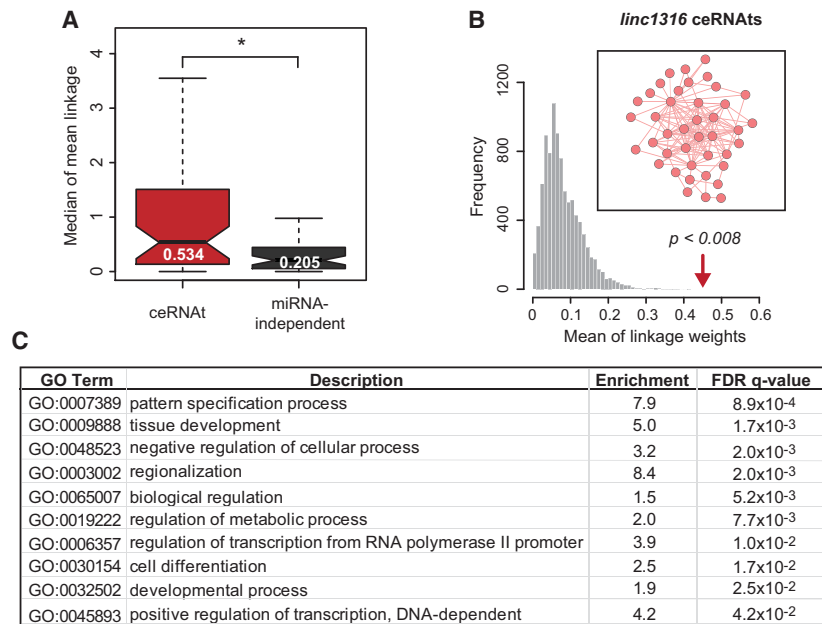 A
Median of mean linkage
4
3
2
1
0
*
0.534
0.205
ceRNAt
miRNA-
independent
B
linc1316 ceRNAts
Frequency
1200
800
400
0
p < 0.008
0 0.1 0.2 0.3 0.4 0.5 0.6
Mean of linkage weights
C
GO Term Description Enrichment FDR q-value
GO:0007389 pattern specification process 7.9 8.9x10-4
GO:0009888 tissue development 5.0 1.7x10-3
GO:0048523 negative regulation of cellular process 3.2 2.0x10-3
GO:0003002 regionalization 8.4 2.0x10-3
GO:0065007 biological regulation 1.5 5.2x10-3
GO:0019222 regulation of metabolic process 2.0 7.7x10-3
GO:0006357 regulation of transcription from RNA polymerase II promoter 3.9 1.0x10-2
GO:0030154 cell differentiation 2.5 1.7x10-2
GO:0032502 developmental process 1.9 2.5x10-2
GO:0045893 positive regulation of transcription, DNA-dependent 4.2 4.2x10-2